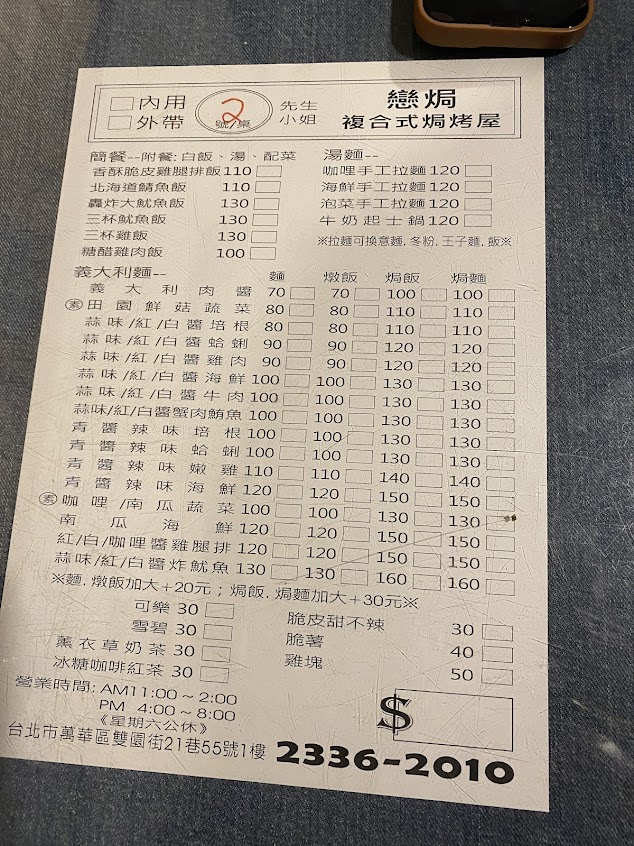 □內用 2 號/桌 先生 戀焗
□外帶 小姐 複合式焗烤屋
簡餐--附餐:白飯、湯、配菜
香酥脆皮雞腿排飯110□
北海道鯖魚飯 110□
轟炸大魷魚飯 130□
三杯魷魚飯 130□
三杯雞飯 130□
糖醋雞肉飯 100□
湯麵--
咖哩手工拉麵120□
海鮮手工拉麵120□
泡菜手工拉麵120□
牛奶起士鍋120□
※拉麵可換意麵.冬粉.王子麵.飯※
義大利麵-- 麵 燉飯 焗飯 焗麵
義大利肉醬 70□ 70□ 100□ 100□
素 田園鮮菇蔬菜 80□ 80□ 110□ 110□
蒜味/紅/白醬培根 80□ 80□ 110□ 110□
蒜味/紅/白醬蛤蜊 90□ 90□ 120□ 120□
蒜味/紅/白醬雞肉 90□ 90□ 120□ 120□
蒜味/紅/白醬海鮮 100□ 100□ 130□ 130□
蒜味/紅/白醬牛肉 100□ 100□ 130□ 130□
蒜味/紅/白醬蟹肉鮪魚 100□ 100□ 130□ 130□
青醬辣味培根 100□ 100□ 130□ 130□
青醬辣味蛤蜊 100□ 100□ 130□ 130□
青醬辣味嫩雞 110□ 110□ 140□ 140□
青醬辣味海鮮 120□ 120□ 150□ 150□
素 咖哩/南瓜蔬菜 100□ 100□ 130□ 130□
南瓜海鮮 120□ 120□ 150□ 150□
紅/白/咖哩醬雞腿排 120□ 120□ 150□ 150□
蒜味/紅/白醬炸魷魚 130□ 130□ 160□ 160□
※麵.燉飯加大+20元；焗飯.焗麵加大+30元※
可樂 30□
雪碧 30□
薰衣草奶茶 30□
冰糖咖啡紅茶 30□
脆皮甜不辣 30□
脆薯 40□
雞塊 50□
營業時間: AM11:00～2:00
PM 4:00～8:00
《星期六公休》
$
台北市萬華區雙園街21巷55號1樓 2336-2010